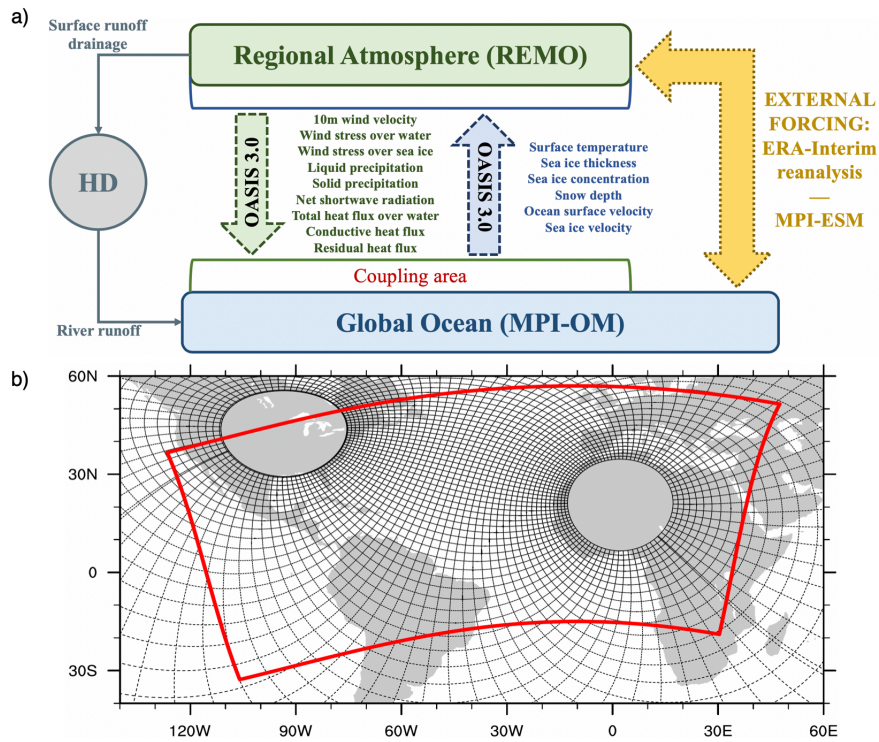 a)
Surface runoff
drainage
Regional Atmosphere (REMO)
HD
OASIS 3.0
10m wind velocity
Wind stress over water
Wind stress over sea ice
Liquid precipitation
Solid precipitation
Net shortwave radiation
Total heat flux over water
Conductive heat flux
Residual heat flux
OASIS 3.0
Surface temperature
Sea ice thickness
Sea ice concentration
Snow depth
Ocean surface velocity
Sea ice velocity
EXTERNAL
FORCING:
ERA-Interim
reanalysis
—
MPI-ESM
Coupling area
Global Ocean (MPI-OM)
River runoff
b)
60N
30N
0
30S
120W
90W
60W
30W
0
30E
60E